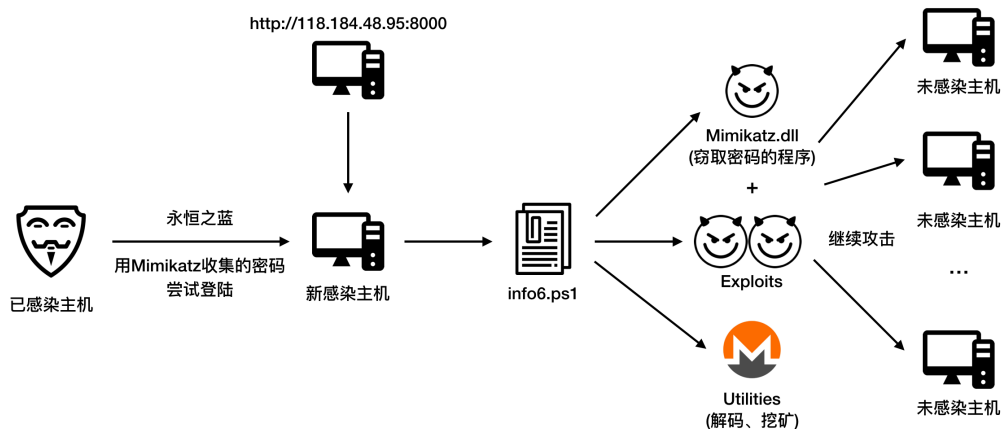 http://118.184.48.95:8000
永恒之蓝
用Mimikatz收集的密码
尝试登陆
已感染主机
新感染主机
info6.ps1
Mimikatz.dll
(窃取密码的程序)
+
Exploits
Utilities
(解码、挖矿)
继续攻击
未感染主机
未感染主机
...
未感染主机